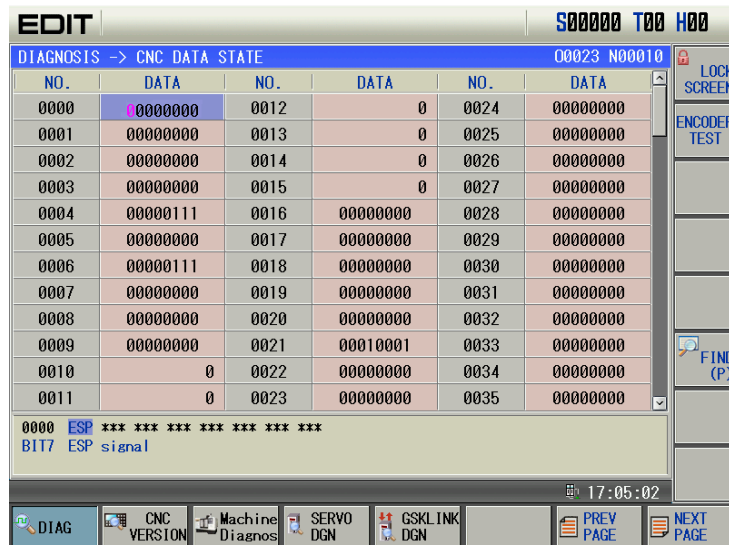 EDIT S00000 T00 H00
DIAGNOSIS -> CNC DATA STATE O0023 N00010
NO. DATA NO. DATA NO. DATA
0000 00000000 0012 0 0024 00000000
0001 00000000 0013 0 0025 00000000
0002 00000000 0014 0 0026 00000000
0003 00000000 0015 0 0027 00000000
0004 00000111 0016 00000000 0028 00000000
0005 00000000 0017 00000000 0029 00000000
0006 00000111 0018 00000000 0030 00000000
0007 00000000 0019 00000000 0031 00000000
0008 00000000 0020 00000000 0032 00000000
0009 00000000 0021 00010001 0033 00000000
0010 0 0022 00000000 0034 00000000
0011 0 0023 00000000 0035 00000000
0000 ESP *** *** *** *** *** *** ***
BIT7 ESP signal
17:05:02
LOCK
SCREEN
ENCODER
TEST
FIND
(P)
DIAG
CNC
VERSION
Machine
Diagnos
SERVO
DGN
GSKLINK
DGN
PREV
PAGE
NEXT
PAGE